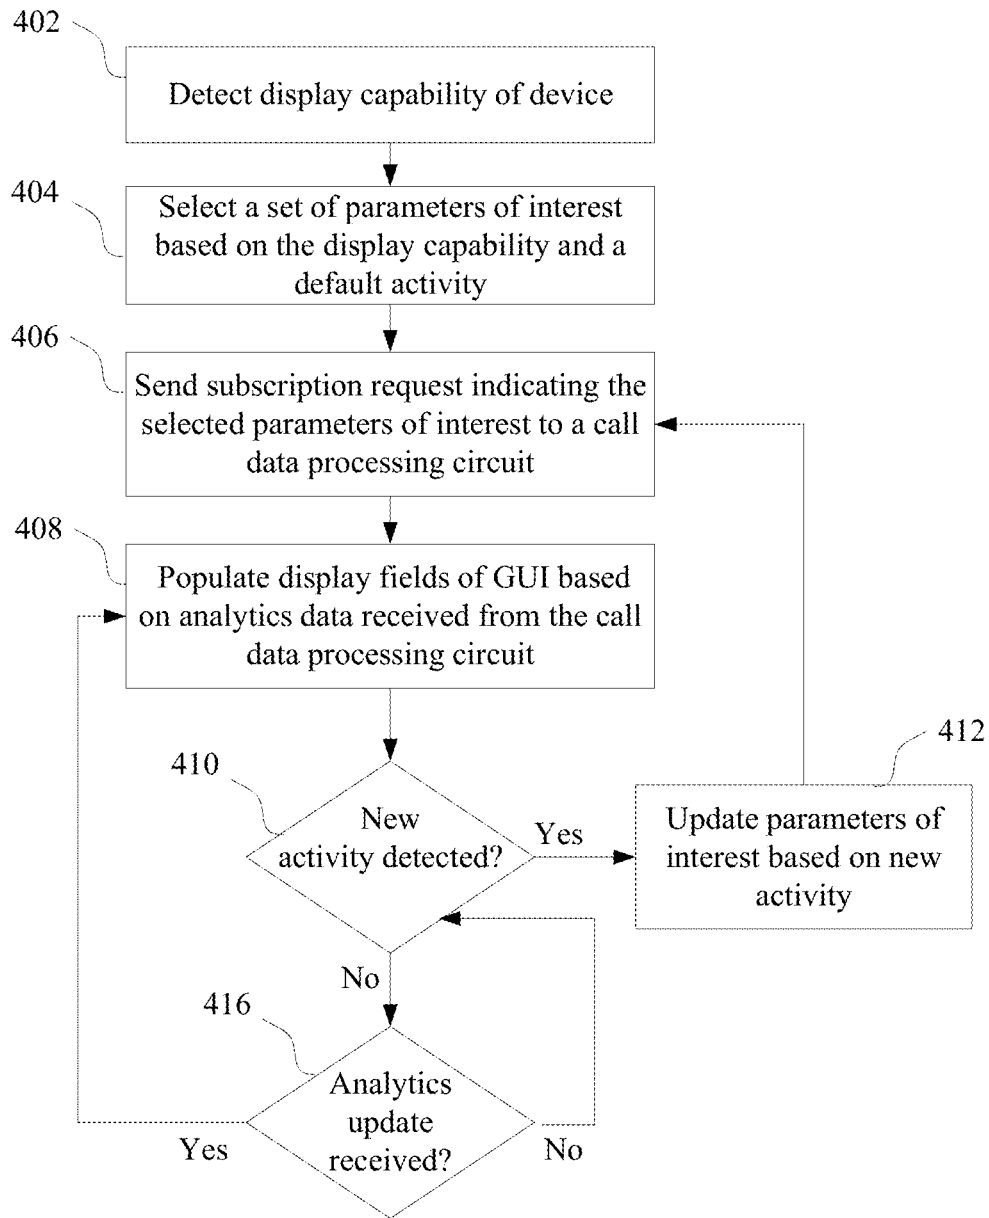 402
Detect display capability of device
404
Select a set of parameters of interest
based on the display capability and a
default activity
406
Send subscription request indicating the
selected parameters of interest to a call
data processing circuit
408
Populate display fields of GUI based
on analytics data received from the call
data processing circuit
410
New
activity detected?
Yes
412
Update parameters of
interest based on new
activity
No
416
Analytics
update
received?
Yes
No